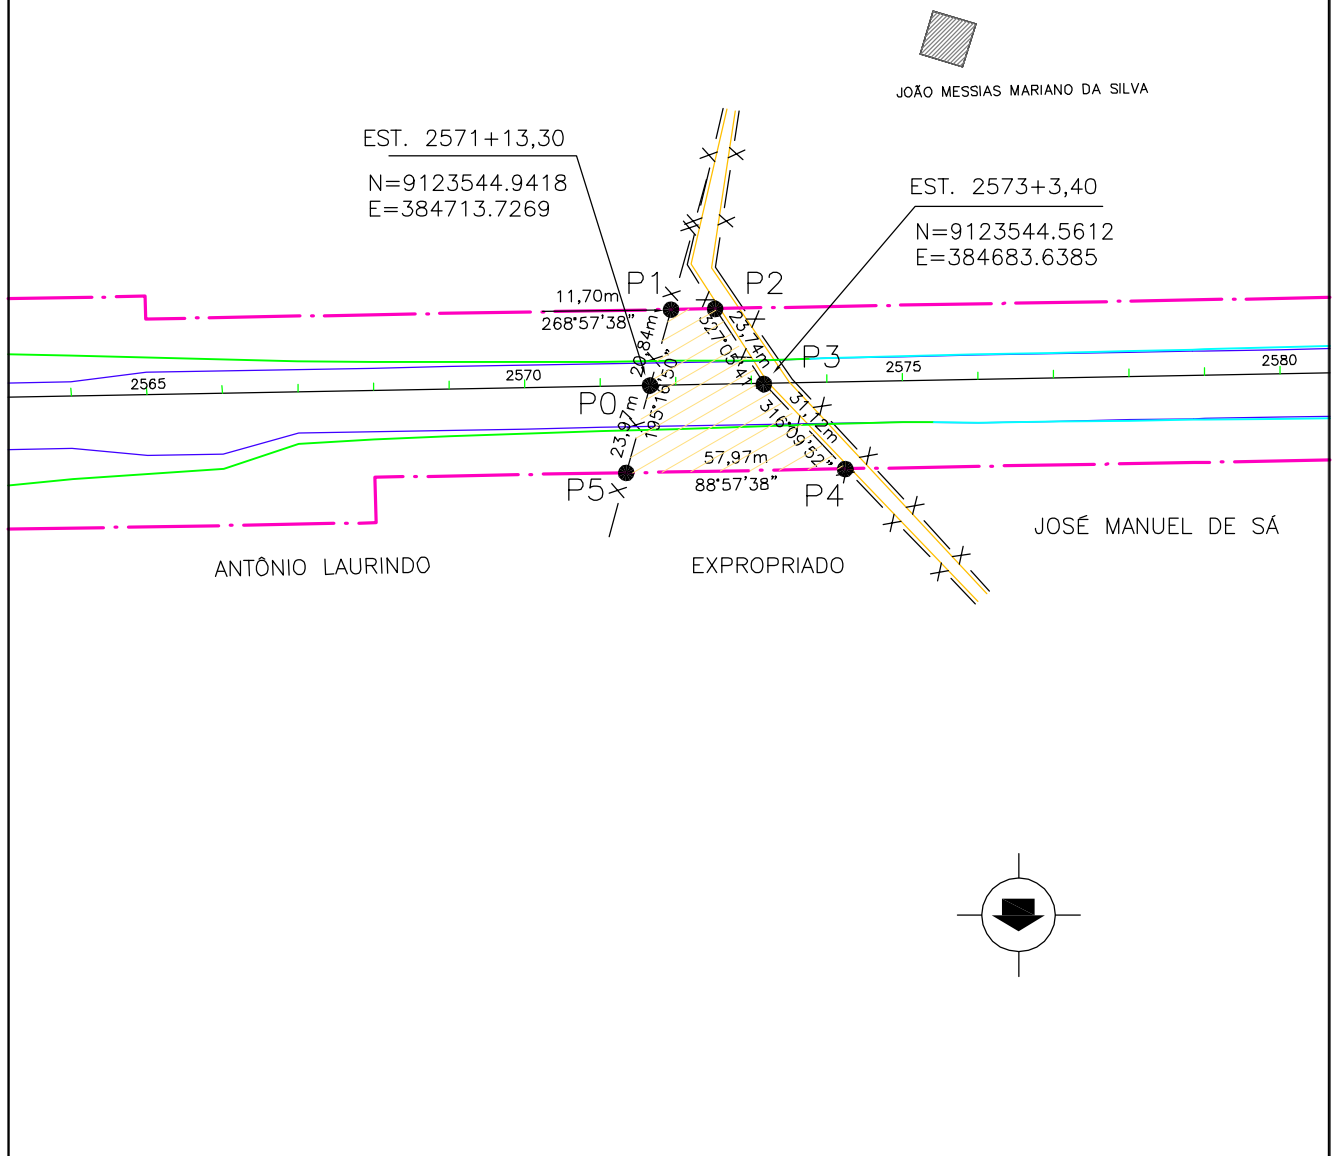 JOÃO MESSIAS MARIANO DA SILVA
EST. 2571+13,30
N=9123544.9418
E=384713.7269
EST. 2573+3,40
N=9123544.5612
E=384683.6385
P1
P2
11,70m
268°57'38"
20,84m
195°16'50"
23,74m
327°05'41"
P3
2565
2570
2575
2580
P0
23,97m
31,12m
316°09'52"
57,97m
88°57'38"
P5
P4
ANTÔNIO LAURINDO
EXPROPRIADO
JOSÉ MANUEL DE SÁ